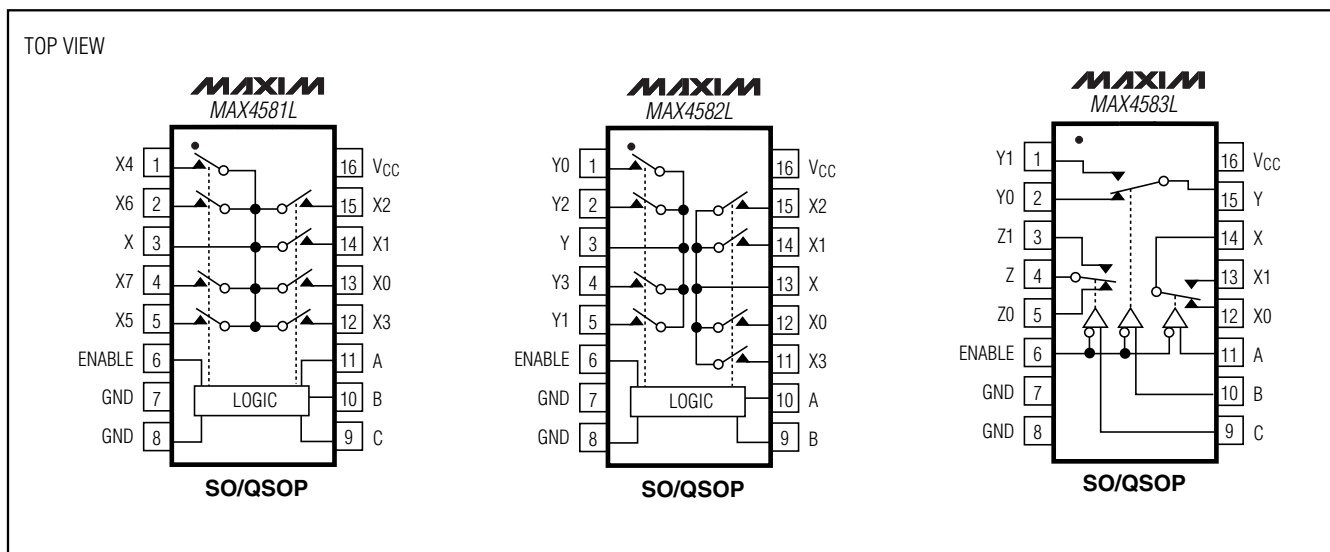 TOP VIEW
MAXIM
MAX4581L
X4 1 16 VCC
X6 2 15 X2
X 3 14 X1
X7 4 13 X0
X5 5 12 X3
ENABLE 6 11 A
GND 7 LOGIC 10 B
GND 8 9 C
SO/QSOP
MAXIM
MAX4582L
Y0 1 16 VCC
Y2 2 15 X2
Y 3 14 X1
Y3 4 13 X
Y1 5 12 X0
ENABLE 6 11 X3
GND 7 LOGIC 10 A
GND 8 9 B
SO/QSOP
MAXIM
MAX4583L
Y1 1 16 VCC
Y0 2 15 Y
Z1 3 14 X
Z 4 13 X1
Z0 5 12 X0
ENABLE 6 11 A
GND 7 10 B
GND 8 9 C
SO/QSOP